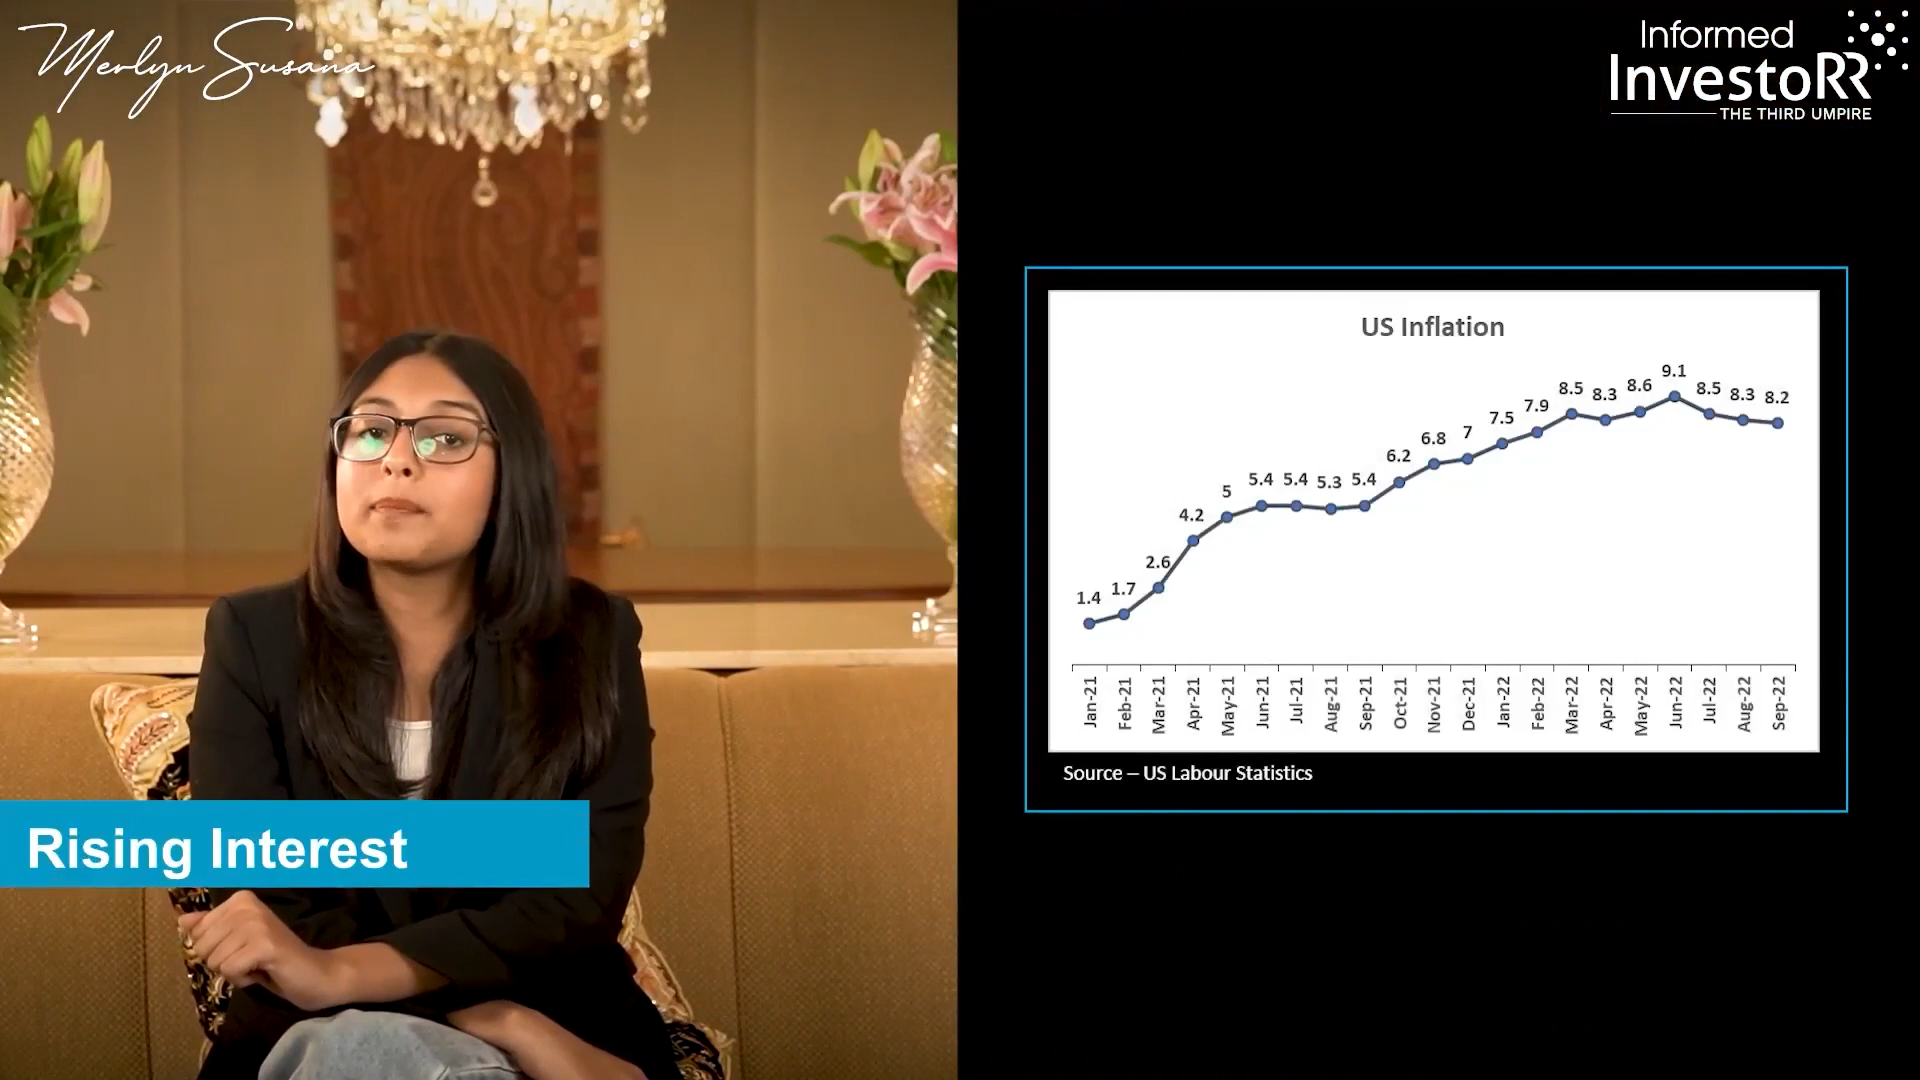 Merlyn Susana
Informed
InvestoRR
THE THIRD UMPIRE
US Inflation
1.4 1.7 2.6 4.2 5 5.4 5.4 5.3 5.4 6.2 6.8 7 7.5 7.9 8.5 8.3 8.6 9.1 8.5 8.3 8.2
Jan-21 Feb-21 Mar-21 Apr-21 May-21 Jun-21 Jul-21 Aug-21 Sep-21 Oct-21 Nov-21 Dec-21 Jan-22 Feb-22 Mar-22 Apr-22 May-22 Jun-22 Jul-22 Aug-22 Sep-22
Source – US Labour Statistics
Rising Interest